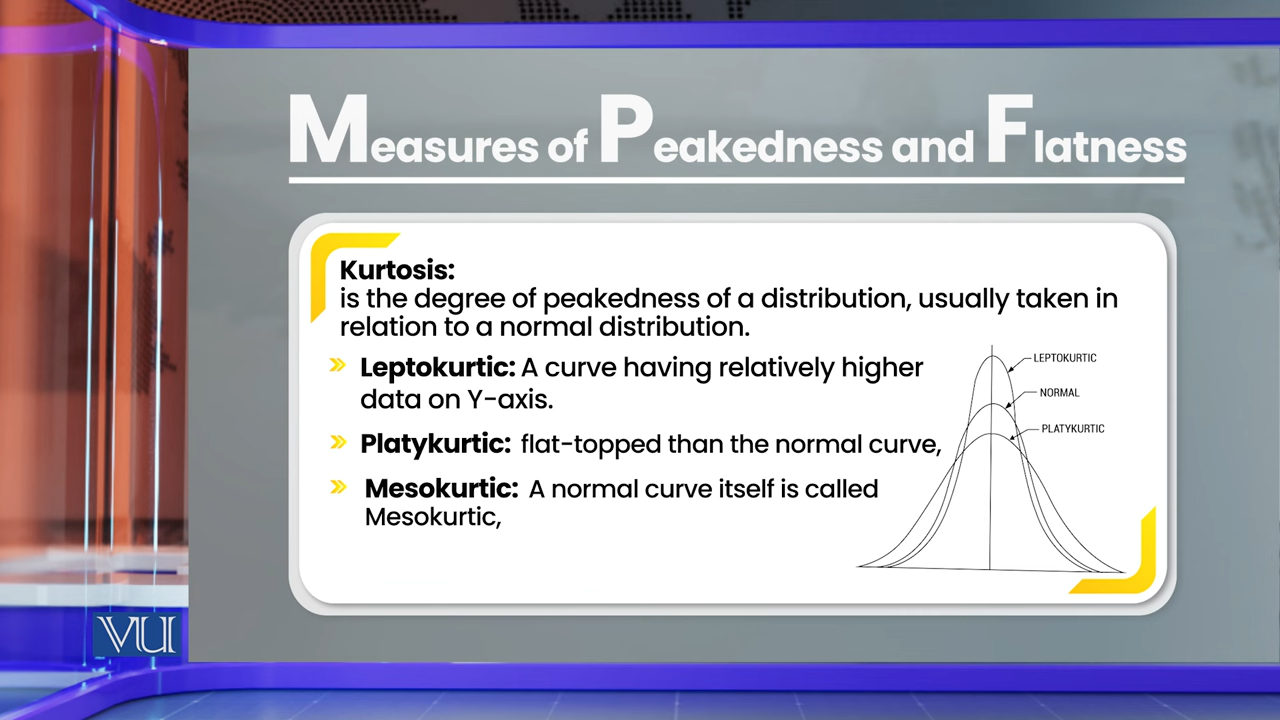 Measures of Peakedness and Flatness
Kurtosis:
is the degree of peakedness of a distribution, usually taken in
relation to a normal distribution.
Leptokurtic: A curve having relatively higher
data on Y-axis.
Platykurtic: flat-topped than the normal curve,
Mesokurtic: A normal curve itself is called
Mesokurtic,
LEPTOKURTIC
NORMAL
PLATYKURTIC
VU